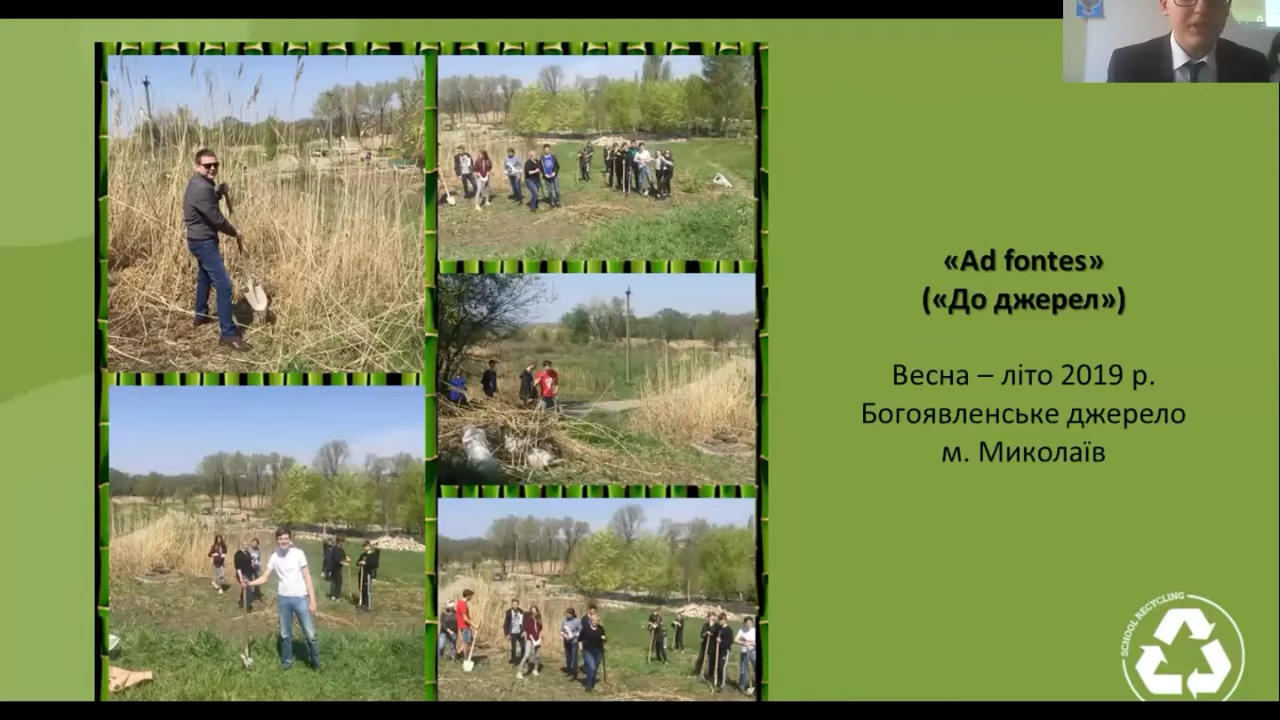 «Ad fontes»
(«До джерел»)
Весна – літо 2019 р.
Богоявленське джерело
м. Миколаїв
SCHOOL RECYCLING